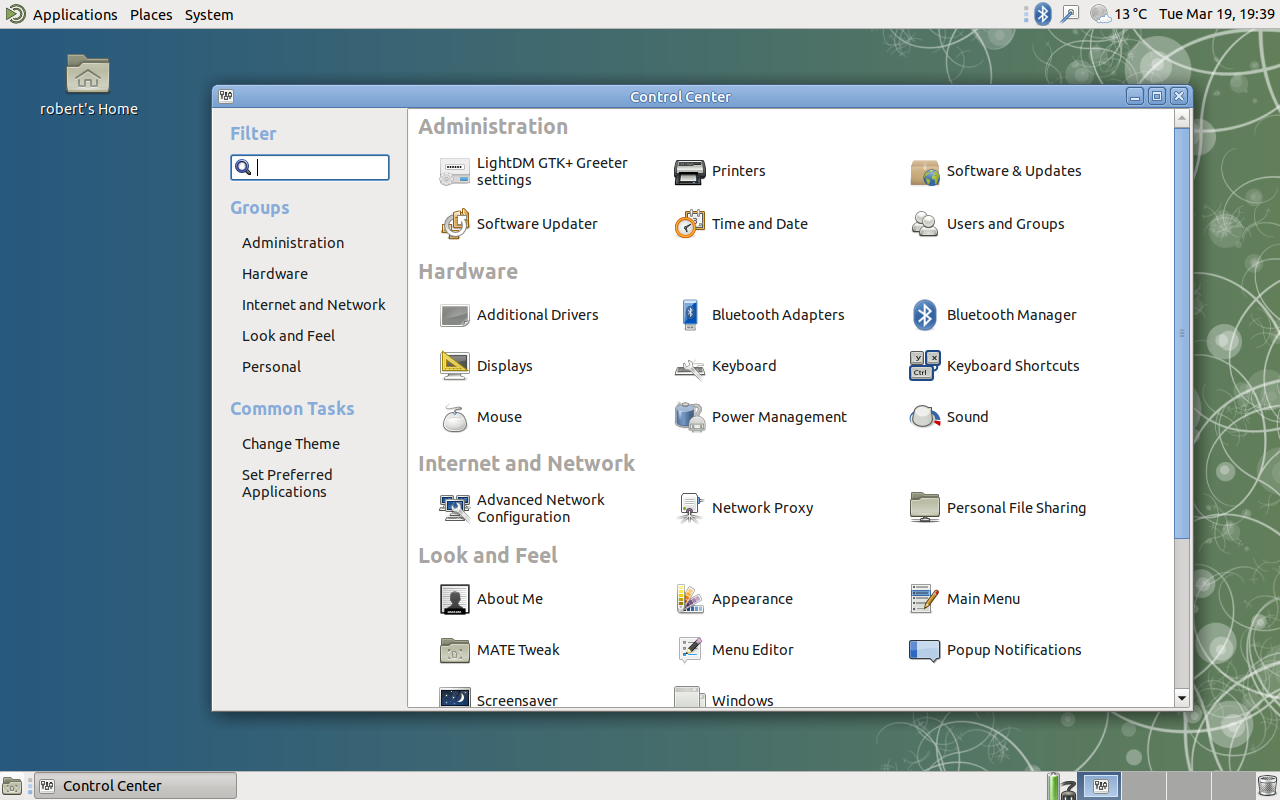 Applications Places System
13 °C Tue Mar 19, 19:39
robert's Home
Control Center
Filter
Groups
Administration
Hardware
Internet and Network
Look and Feel
Personal
Common Tasks
Change Theme
Set Preferred
Applications
Administration
LightDM GTK+ Greeter
settings
Printers
Software & Updates
Software Updater
Time and Date
Users and Groups
Hardware
Additional Drivers
Bluetooth Adapters
Bluetooth Manager
Displays
Keyboard
Y X
Ctrl
Keyboard Shortcuts
Mouse
Power Management
Sound
Internet and Network
Advanced Network
Configuration
Network Proxy
Personal File Sharing
Look and Feel
About Me
Appearance
Main Menu
MATE Tweak
Menu Editor
Popup Notifications
Screensaver
Windows
Control Center